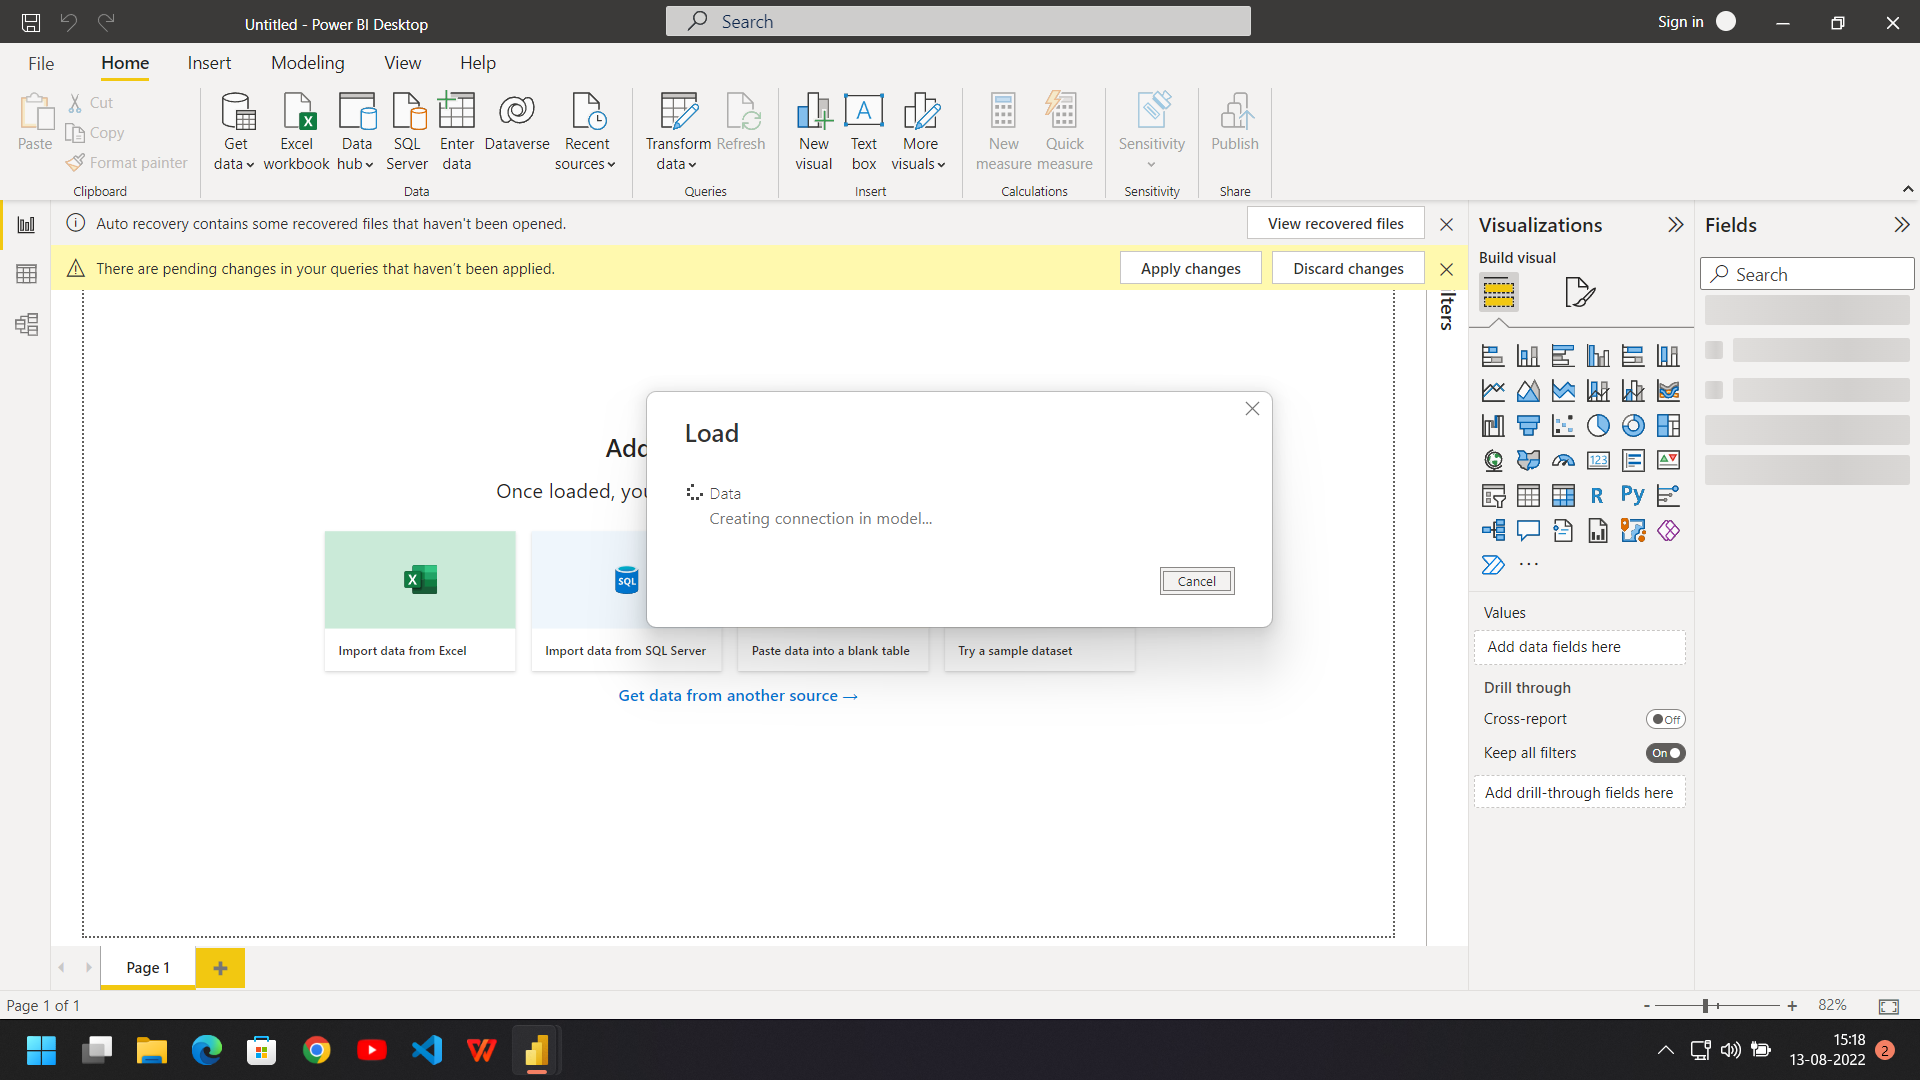 Untitled - Power BI Desktop
Search
Sign in
File
Home
Insert
Modeling
View
Help
Paste
Cut
Copy
Format painter
Clipboard
Get data
Excel workbook
Data hub
SQL Server
Enter data
Dataverse
Recent sources
Data
Transform data
Refresh
Queries
New visual
Text box
More visuals
Insert
New measure
Quick measure
Calculations
Sensitivity
Sensitivity
Publish
Share
Auto recovery contains some recovered files that haven't been opened.
View recovered files
There are pending changes in your queries that haven't been applied.
Apply changes
Discard changes
Add
Once loaded, you
Load
Data
Creating connection in model...
Cancel
SQL
Import data from Excel
Import data from SQL Server
Paste data into a blank table
Try a sample dataset
Get data from another source →
Visualizations
Build visual
123
R
Py
Values
Add data fields here
Drill through
Cross-report
Off
Keep all filters
On
Add drill-through fields here
Fields
Search
Page 1
Page 1 of 1
82%
15:18
13-08-2022
2